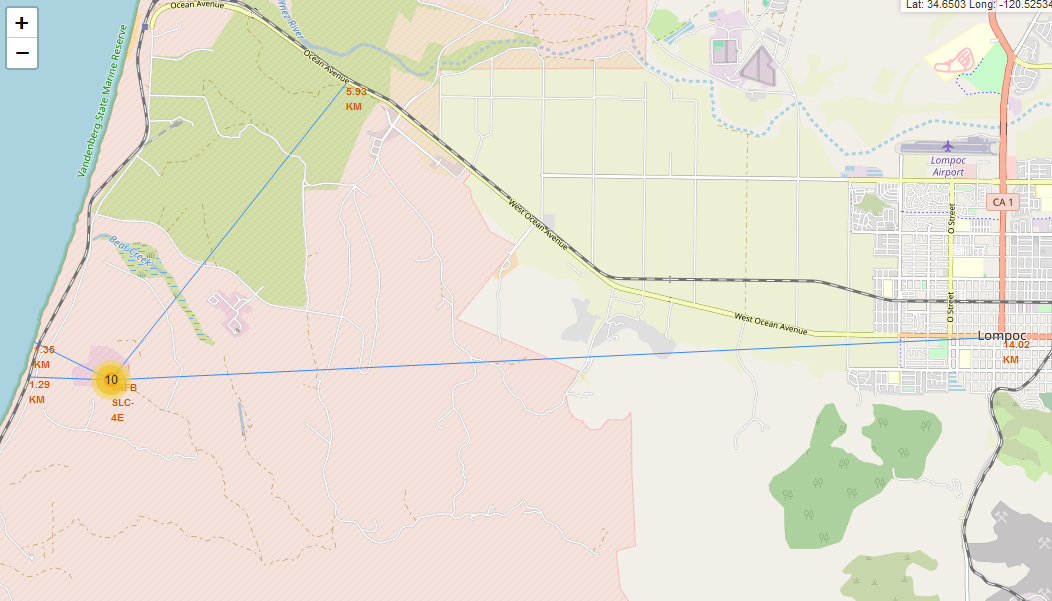 +
−
Ocean Avenue
Lat: 34.6503 Long: -120.52534
Vandenberg State Marine Reserve
Ocean Avenue
5.93
KM
Lompoc
Airport
CA 1
O Street
West Ocean Avenue
Bear Creek
O Street
West Ocean Avenue
Lompoc
14.02
KM
1.35
KM
1.29
KM
10
FB
SLC-
4E